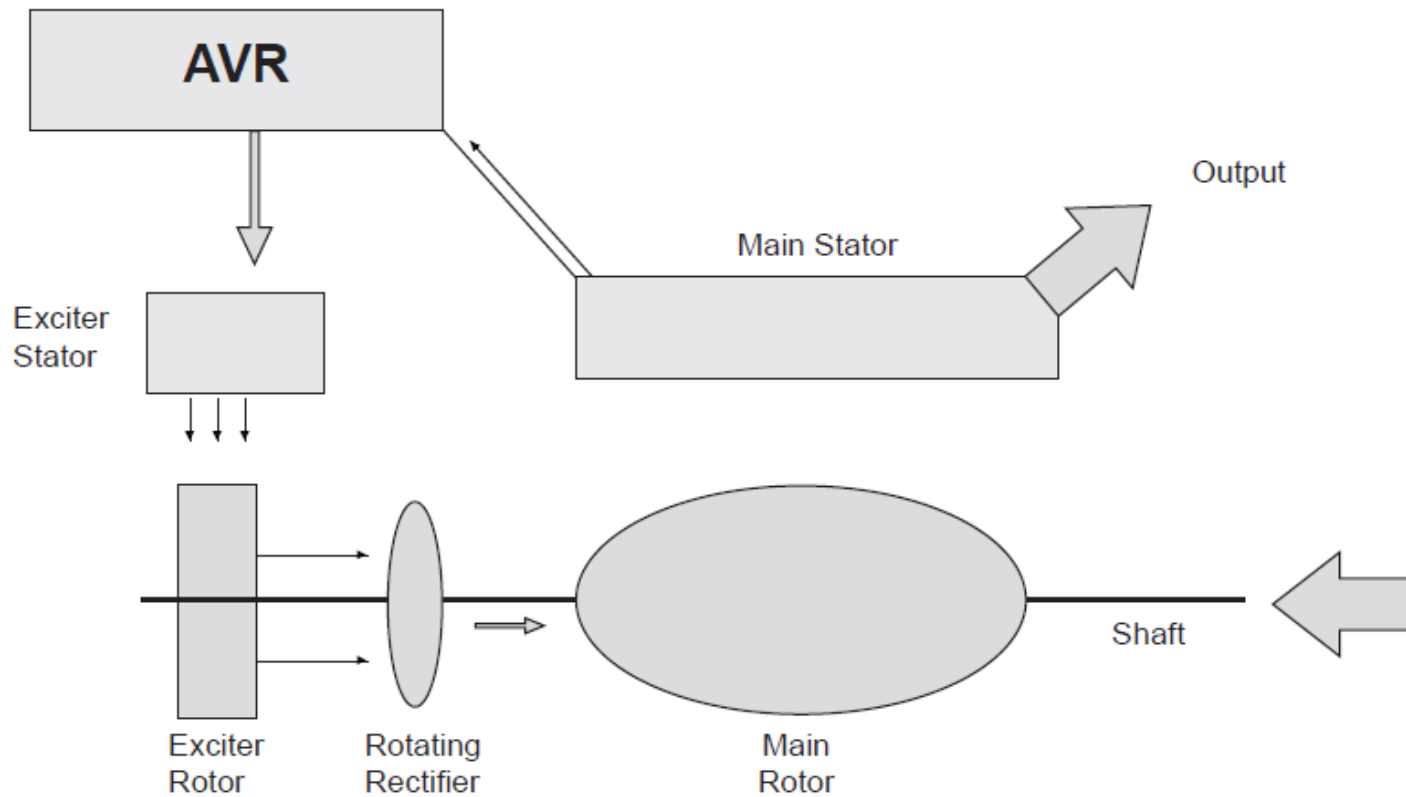 AVR
Output
Main Stator
Exciter
Stator
Shaft
Exciter
Rotor
Rotating
Rectifier
Main
Rotor